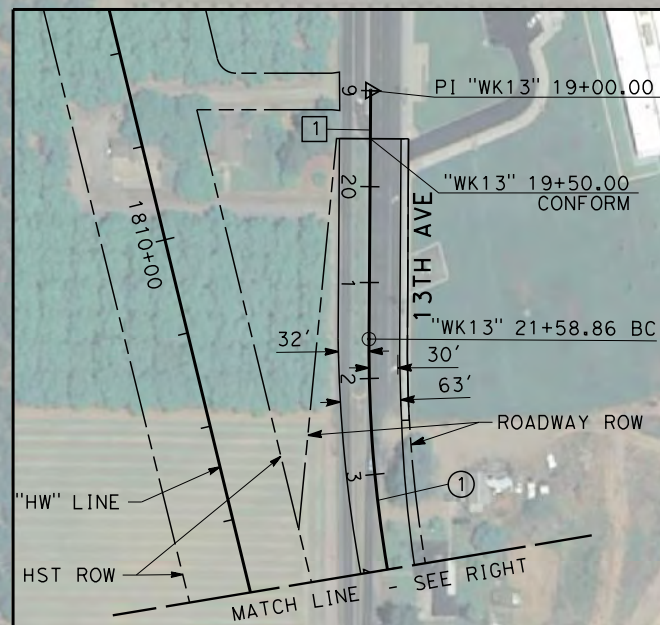 9
PI "WK13" 19+00.00
1
"WK13" 19+50.00
CONFORM
20
13TH AVE
1810+00
1
"WK13" 21+58.86 BC
32'
30'
2
63'
ROADWAY ROW
3
1
"HW" LINE
HST ROW
MATCH LINE - SEE RIGHT